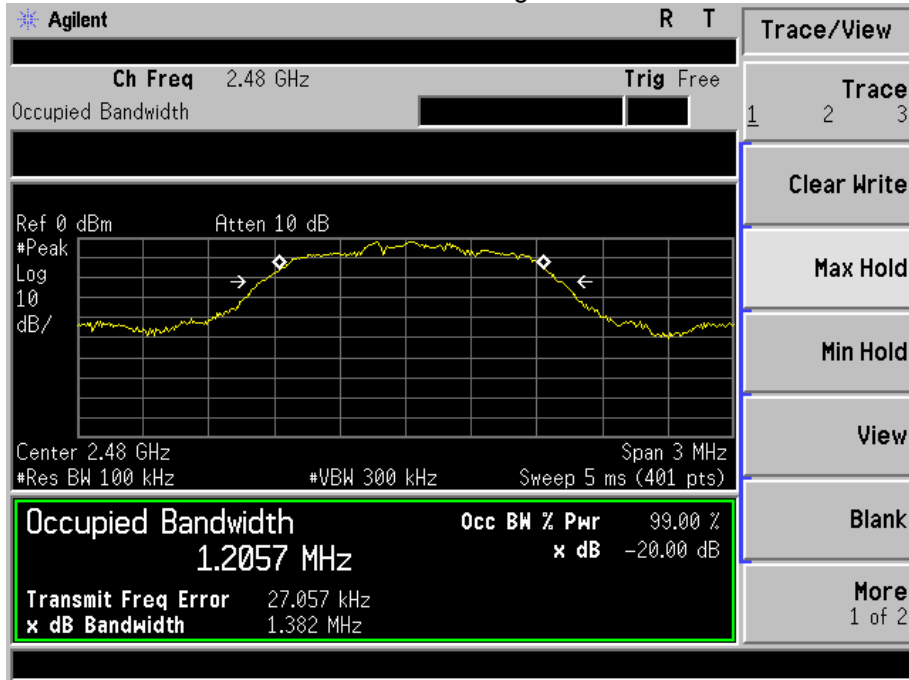 Agilent R T
Ch Freq 2.48 GHz Trig Free
Occupied Bandwidth
Ref 0 dBm Atten 10 dB
#Peak
Log
10
dB/
Center 2.48 GHz Span 3 MHz
#Res BW 100 kHz #VBW 300 kHz Sweep 5 ms (401 pts)
Occupied Bandwidth Occ BW % Pwr 99.00 %
1.2057 MHz x dB -20.00 dB
Transmit Freq Error 27.057 kHz
x dB Bandwidth 1.382 MHz
Trace/View
Trace
1 2 3
Clear Write
Max Hold
Min Hold
View
Blank
More
1 of 2